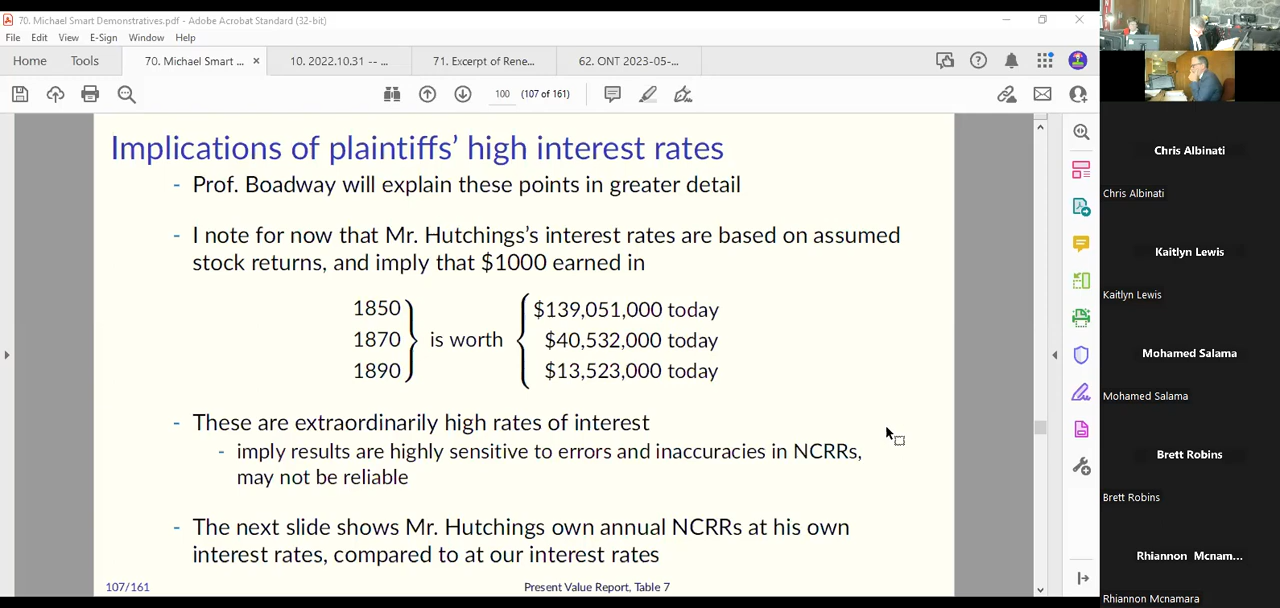 70. Michael Smart Demonstratives.pdf - Adobe Acrobat Standard (32-bit)
File Edit View E-Sign Window Help
Home Tools 70. Michael Smart ... × 10. 2022.10.31 -- ... 71. Excerpt of Rene... 62. ONT 2023-05-...
100 (107 of 161)
Implications of plaintiffs' high interest rates
- Prof. Boadway will explain these points in greater detail
- I note for now that Mr. Hutchings's interest rates are based on assumed
stock returns, and imply that $1000 earned in
1850 $139,051,000 today
1870 is worth $40,532,000 today
1890 $13,523,000 today
- These are extraordinarily high rates of interest
- imply results are highly sensitive to errors and inaccuracies in NCRRs,
may not be reliable
- The next slide shows Mr. Hutchings own annual NCRRs at his own
interest rates, compared to at our interest rates
107/161 Present Value Report, Table 7
Chris Albinati
Chris Albinati
Kaitlyn Lewis
Kaitlyn Lewis
Mohamed Salama
Mohamed Salama
Brett Robins
Brett Robins
Rhiannon Mcnam...
Rhiannon Mcnamara